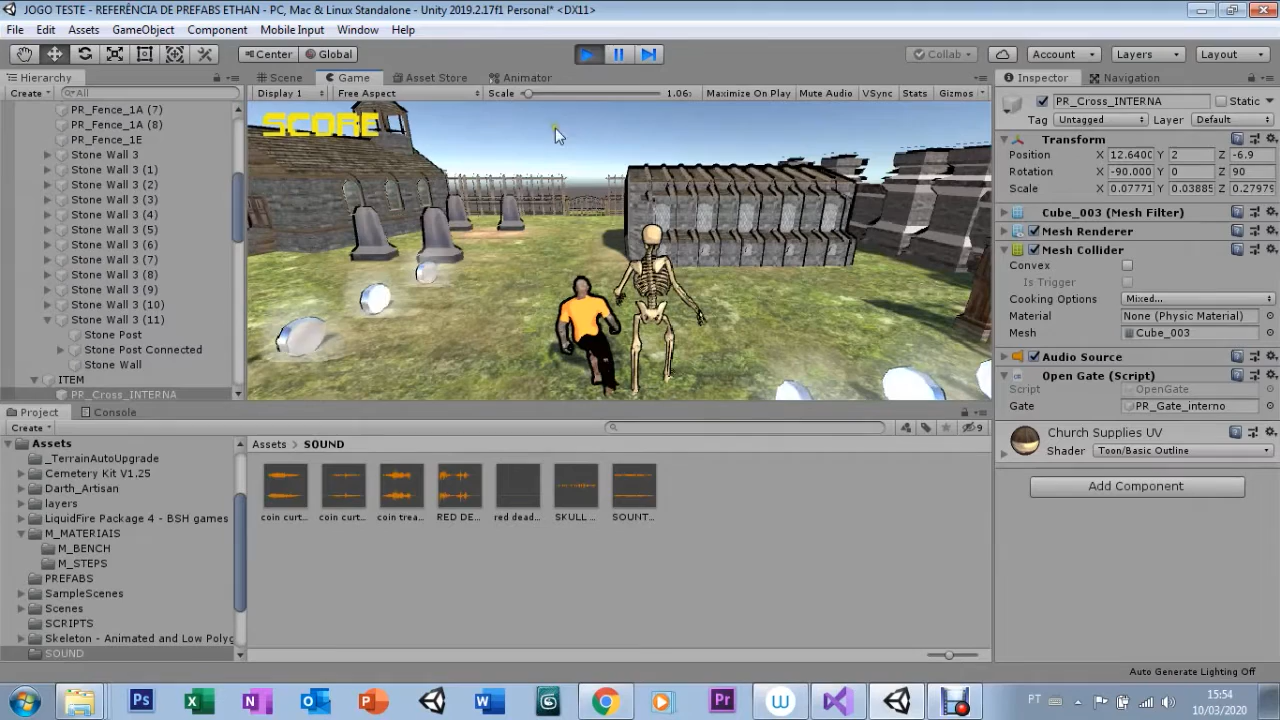 JOGO TESTE - REFERÊNCIA DE PREFABS ETHAN - PC, Mac & Linux Standalone - Unity 2019.2.17f1 Personal* <DX11>
File Edit Assets GameObject Component Mobile Input Window Help
Center Global Collab Account Layers Layout
Hierarchy Scene Game Asset Store Animator Inspector Navigation
Create All Display 1 Free Aspect Scale 1.06x Maximize On Play Mute Audio VSync Stats Gizmos
PR_Cross_INTERNA Static
Tag Untagged Layer Default
PR_Fence_1A (7)
PR_Fence_1A (8)
PR_Fence_1E
Stone Wall 3
Stone Wall 3 (1)
Stone Wall 3 (2)
Stone Wall 3 (3)
Stone Wall 3 (4)
Stone Wall 3 (5)
Stone Wall 3 (6)
Stone Wall 3 (7)
Stone Wall 3 (8)
Stone Wall 3 (9)
Stone Wall 3 (10)
Stone Wall 3 (11)
Stone Post
Stone Post Connected
Stone Wall
ITEM
PR_Cross_INTERNA
SCORE
Transform
Position X 12.640 Y 2 Z -6.9
Rotation X -90.000 Y 0 Z 90
Scale X 0.07771 Y 0.03885 Z 0.27979
Cube_003 (Mesh Filter)
Mesh Renderer
Mesh Collider
Convex
Is Trigger
Cooking Options Mixed...
Material None (Physic Material)
Mesh Cube_003
Audio Source
Open Gate (Script)
Script OpenGate
Gate PR_Gate_interno
Church Supplies UV
Shader Toon/Basic Outline
Add Component
Project Console
Create 9
Assets
_TerrainAutoUpgrade
Cemetery Kit V1.25
Darth_Artisan
layers
LiquidFire Package 4 - BSH games
M_MATERIAIS
M_BENCH
M_STEPS
PREFABS
SampleScenes
Scenes
SCRIPTS
Skeleton - Animated and Low Polyg
SOUND
Assets SOUND
coin curt... coin curt... coin trea... RED DE... red dead... SKULL ... SOUNT...
Auto Generate Lighting Off
Ps W Pr W PT 15:54
10/03/2020